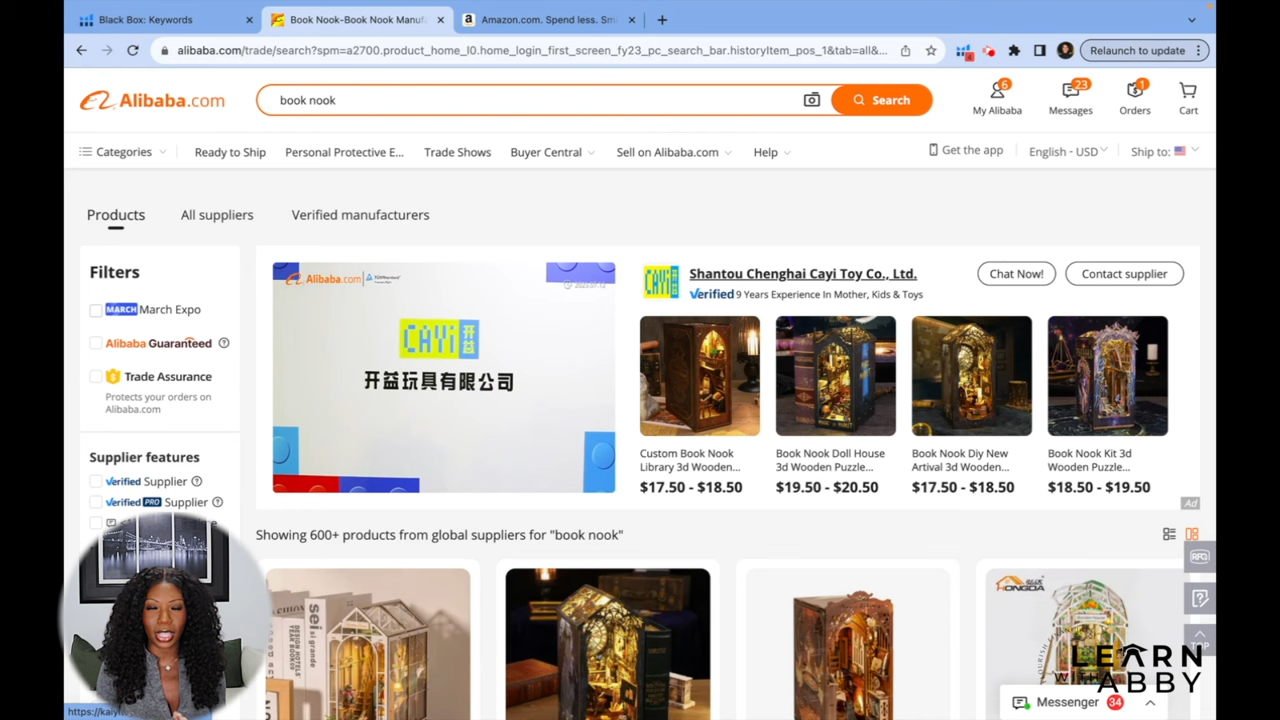 Black Box: Keywords
Book Nook-Book Nook Manufa
Amazon.com. Spend less. Sm
alibaba.com/trade/search?spm=a2700.product_home_l0.home_login_first_screen_fy23_pc_search_bar.historyItem_pos_1&tab=all&...
Relaunch to update
Alibaba.com
book nook
Search
6
My Alibaba
23
Messages
1
Orders
Cart
Categories
Ready to Ship
Personal Protective E...
Trade Shows
Buyer Central
Sell on Alibaba.com
Help
Get the app
English - USD
Ship to:
Products
All suppliers
Verified manufacturers
Filters
MARCH March Expo
Alibaba Guaranteed
Trade Assurance
Protects your orders on
Alibaba.com
Supplier features
Verified Supplier
Verified PRO Supplier
Alibaba.com
CAYi 开益
开益玩具有限公司
CAYi
Shantou Chenghai Cayi Toy Co., Ltd.
Verified 9 Years Experience In Mother, Kids & Toys
Chat Now!
Contact supplier
Custom Book Nook
Library 3d Wooden...
$17.50 - $18.50
Book Nook Doll House
3d Wooden Puzzle...
$19.50 - $20.50
Book Nook Diy New
Artival 3d Wooden...
$17.50 - $18.50
Book Nook Kit 3d
Wooden Puzzle...
$18.50 - $19.50
Ad
Showing 600+ products from global suppliers for "book nook"
RFQ
TOP
HONGDA
LEARN
WITH
ABBY
Messenger 34